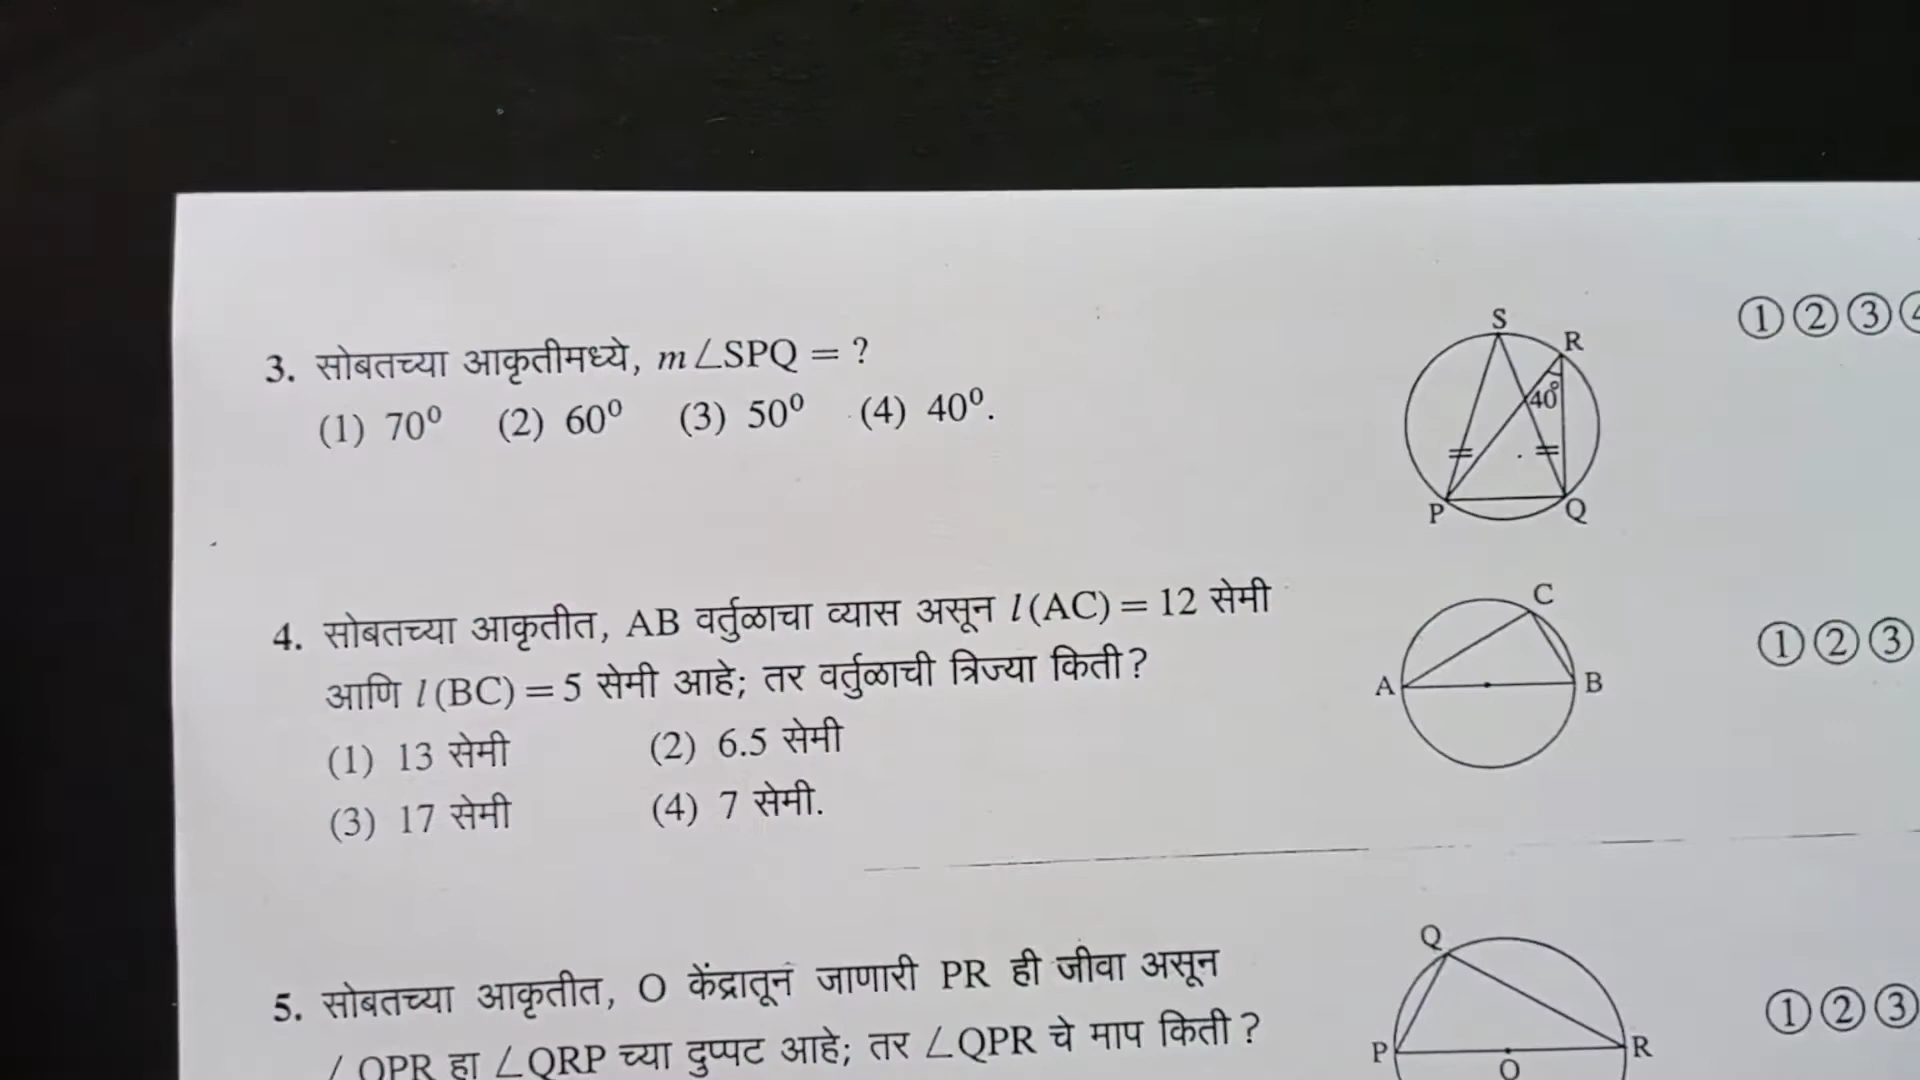 3. सोबतच्या आकृतीमध्ये, m∠SPQ = ?
(1) 70⁰ (2) 60⁰ (3) 50⁰ (4) 40⁰.
S
R
40°
P
Q
① ② ③
4. सोबतच्या आकृतीत, AB वर्तुळाचा व्यास असून l(AC) = 12 सेमी
आणि l(BC) = 5 सेमी आहे; तर वर्तुळाची त्रिज्या किती?
(1) 13 सेमी (2) 6.5 सेमी
(3) 17 सेमी (4) 7 सेमी.
C
A
B
① ② ③
5. सोबतच्या आकृतीत, O केंद्रातून जाणारी PR ही जीवा असून
∠QPR हा ∠QRP च्या दुप्पट आहे; तर ∠QPR चे माप किती?
Q
P
R
O
① ② ③